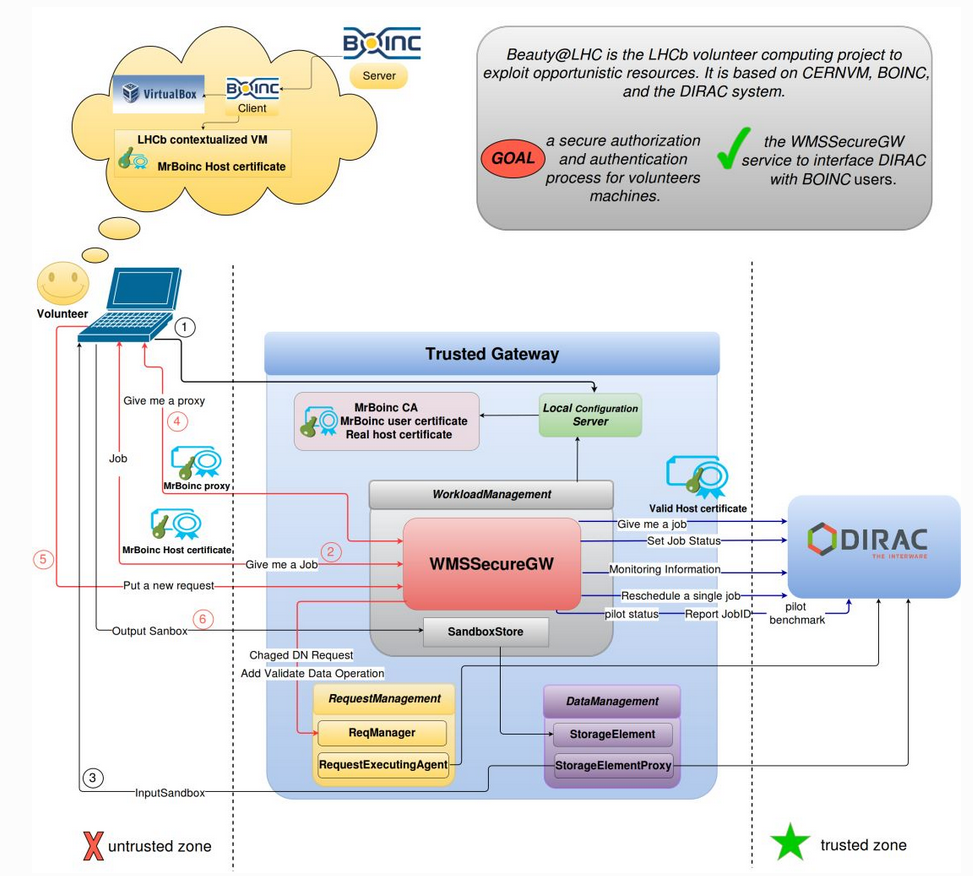 BOINC
Server
VirtualBox
BOINC
Client
LHCb contextualized VM
MrBoinc Host certificate
Beauty@LHC is the LHCb volunteer computing project to
exploit opportunistic resources. It is based on CERNVM, BOINC,
and the DIRAC system.
GOAL
a secure authorization
and authentication
process for volunteers
machines.
the WMSSecureGW
service to interface DIRAC
with BOINC users.
Volunteer
1
Trusted Gateway
Give me a proxy
4
MrBoinc CA
MrBoinc user certificate
Real host certificate
Local Configuration
Server
Job
MrBoinc proxy
WorkloadManagement
Valid Host certificate
MrBoinc Host certificate
2
Give me a Job
WMSSecureGW
Give me a job
Set Job Status
Monitoring Information
Reschedule a single job
pilot status
Report JobID
pilot
benchmark
DIRAC
THE INTERWARE
5
Put a new request
6
Output Sanbox
SandboxStore
Chaged DN Request
Add Validate Data Operation
RequestManagement
ReqManager
RequestExecutingAgent
DataManagement
StorageElement
StorageElementProxy
3
InputSandbox
X untrusted zone
trusted zone